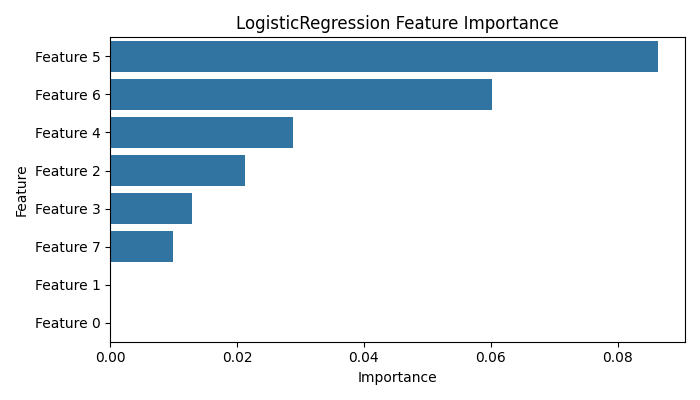 LogisticRegression Feature Importance
Feature 5
Feature 6
Feature 4
Feature 2
Feature 3
Feature 7
Feature 1
Feature 0
Feature
0.00 0.02 0.04 0.06 0.08
Importance